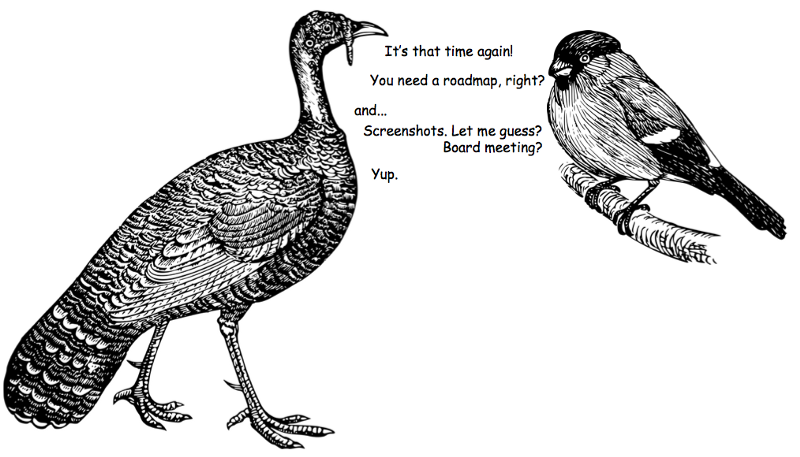 It's that time again!
You need a roadmap, right?
and...
Screenshots. Let me guess?
Board meeting?
Yup.